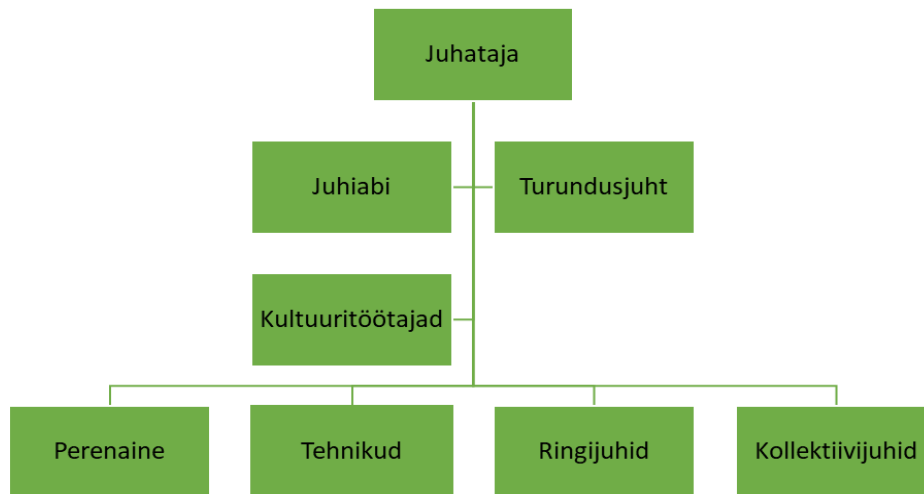 Juhataja
Juhiabi
Turundusjuht
Kultuuritöötajad
Perenaine
Tehnikud
Ringijuhid
Kollektiivijuhid